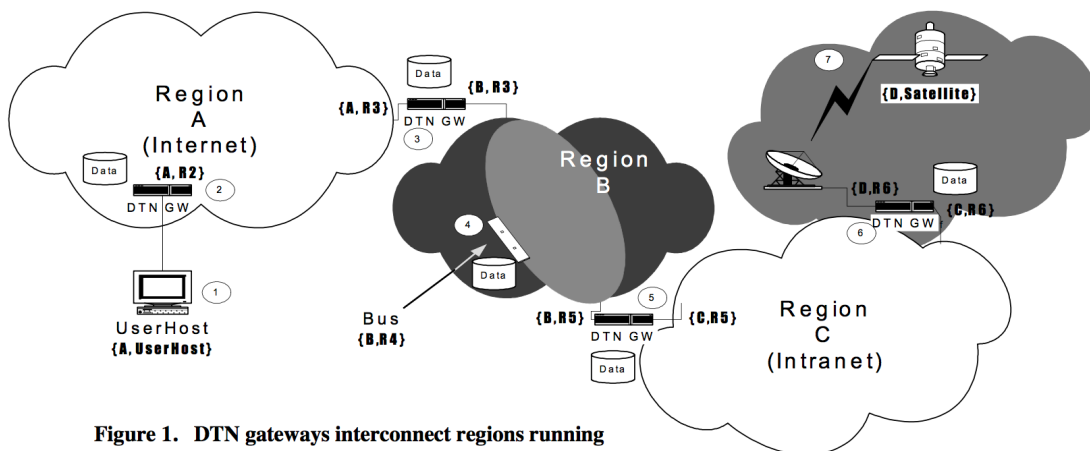 Region
A
(Internet)
Data
{A, R2}
2
DTN GW
1
UserHost
{A, UserHost}
Data
{A, R3}
{B, R3}
DTN GW
3
Region
B
4
Data
Bus
{B,R4}
5
{B,R5}
{C,R5}
DTN GW
Data
7
{D,Satellite}
Data
{D,R6}
{C,R6}
DTN GW
6
Region
C
(Intranet)
Figure 1. DTN gateways interconnect regions running